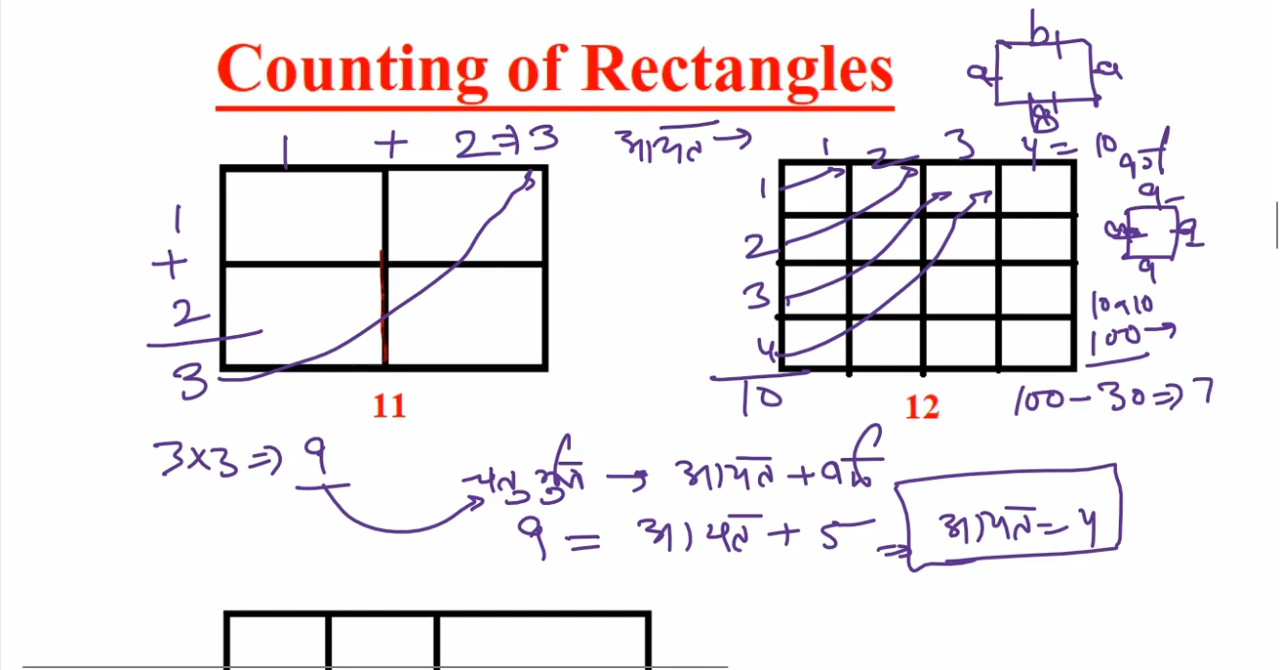 Counting of Rectangles
b
a a
1 + 2 ⇒ 3
आयत →
1 2 3 4 = 10
वर्ग
1
+
2
3
1
2
3
4
10
a
a
a
10×10
100 →
100 - 30 ⇒ 7
11
12
3×3 ⇒ 9
चतुर्भुज → आयत + वर्ग
9 = आयत + 5 ⇒ आयत = 4